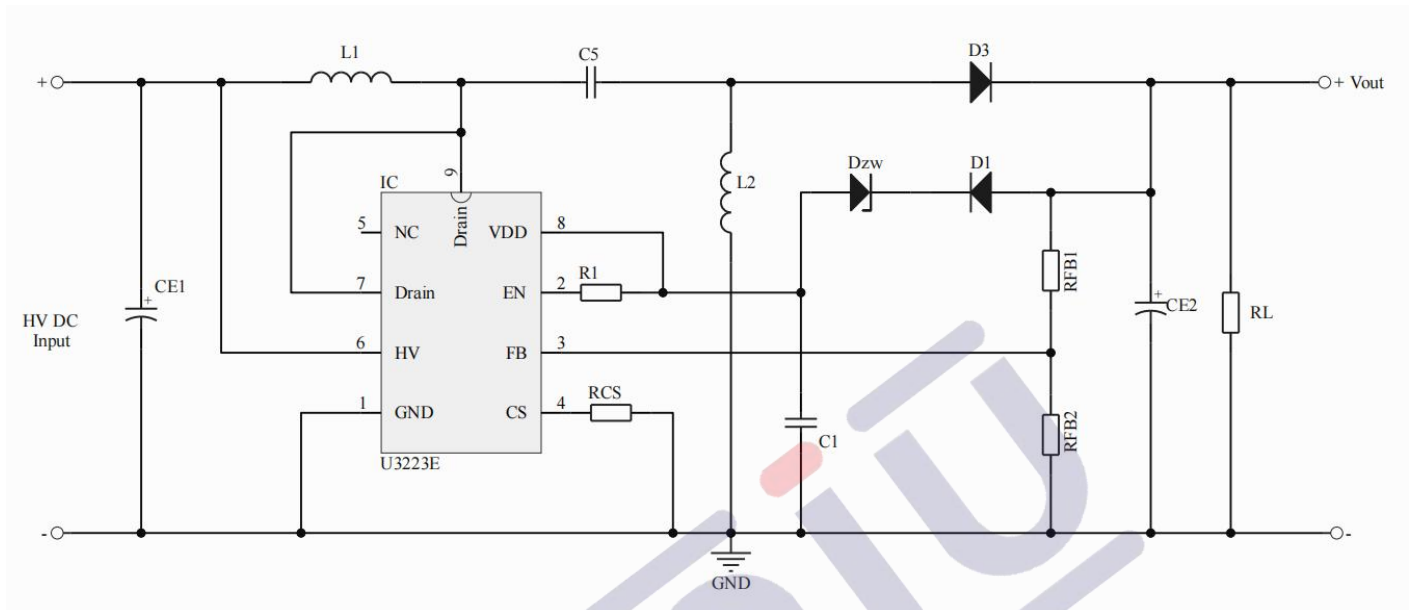 L1
C5
D3
+
+ Vout
IC
9
Drain
5
NC
VDD
8
L2
Dzw
D1
7
Drain
EN
2
R1
RFB1
CE1
+
+
CE2
RL
HV DC
Input
6
HV
FB
3
1
GND
CS
4
RCS
C1
RFB2
U3223E
-
-
GND
iU